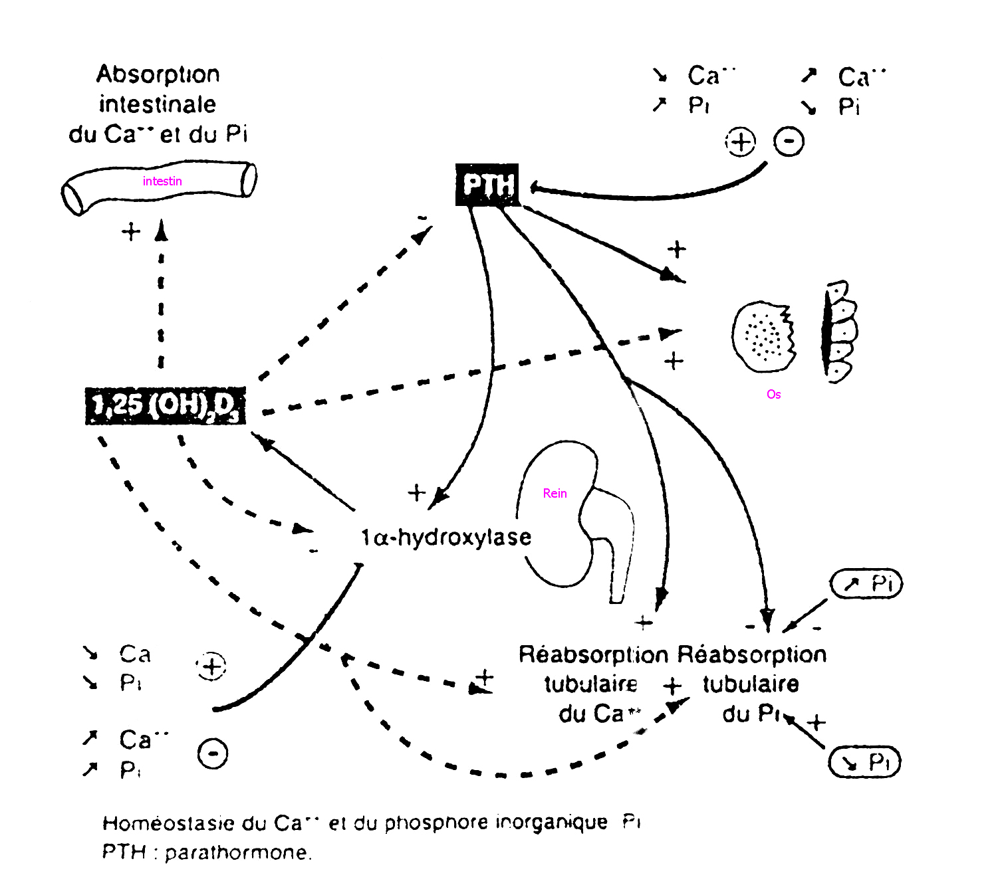 Absorption
intestinale
du Ca⁺⁺ et du Pi
intestin
+
↘ Ca⁺⁺
↗ Pi
↗ Ca⁺⁺
↘ Pi
+ -
PTH
-
+
+
Os
1,25 (OH)₂D₃
+
Rein
1α-hydroxylase
-
↗ Pi
+
- -
Réabsorption
tubulaire
du Ca⁺⁺
+
+
Réabsorption
tubulaire
du Pi
+
↘ Pi
↘ Ca
↘ Pi
+
↗ Ca⁺⁺
↗ Pi
-
Homéostasie du Ca⁺⁺ et du phosphore inorganique Pi
PTH : parathormone.